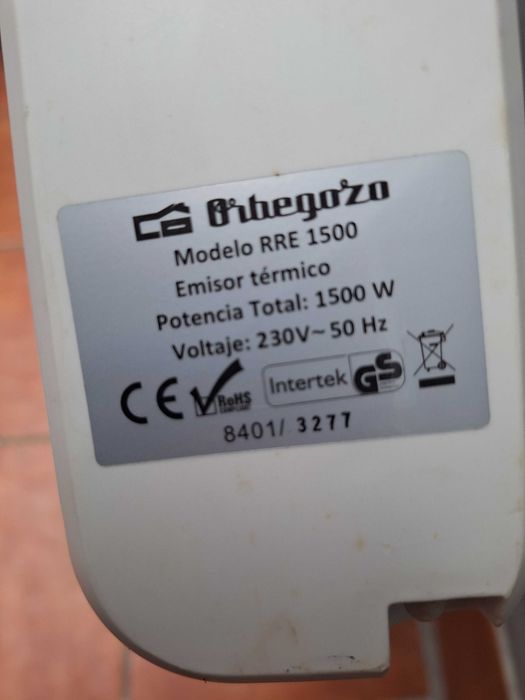 Orbegozo
Modelo RRE 1500
Emisor térmico
Potencia Total: 1500 W
Voltaje: 230V~ 50 Hz
CE RoHS COMPLIANT Intertek GS
8401/ 3277